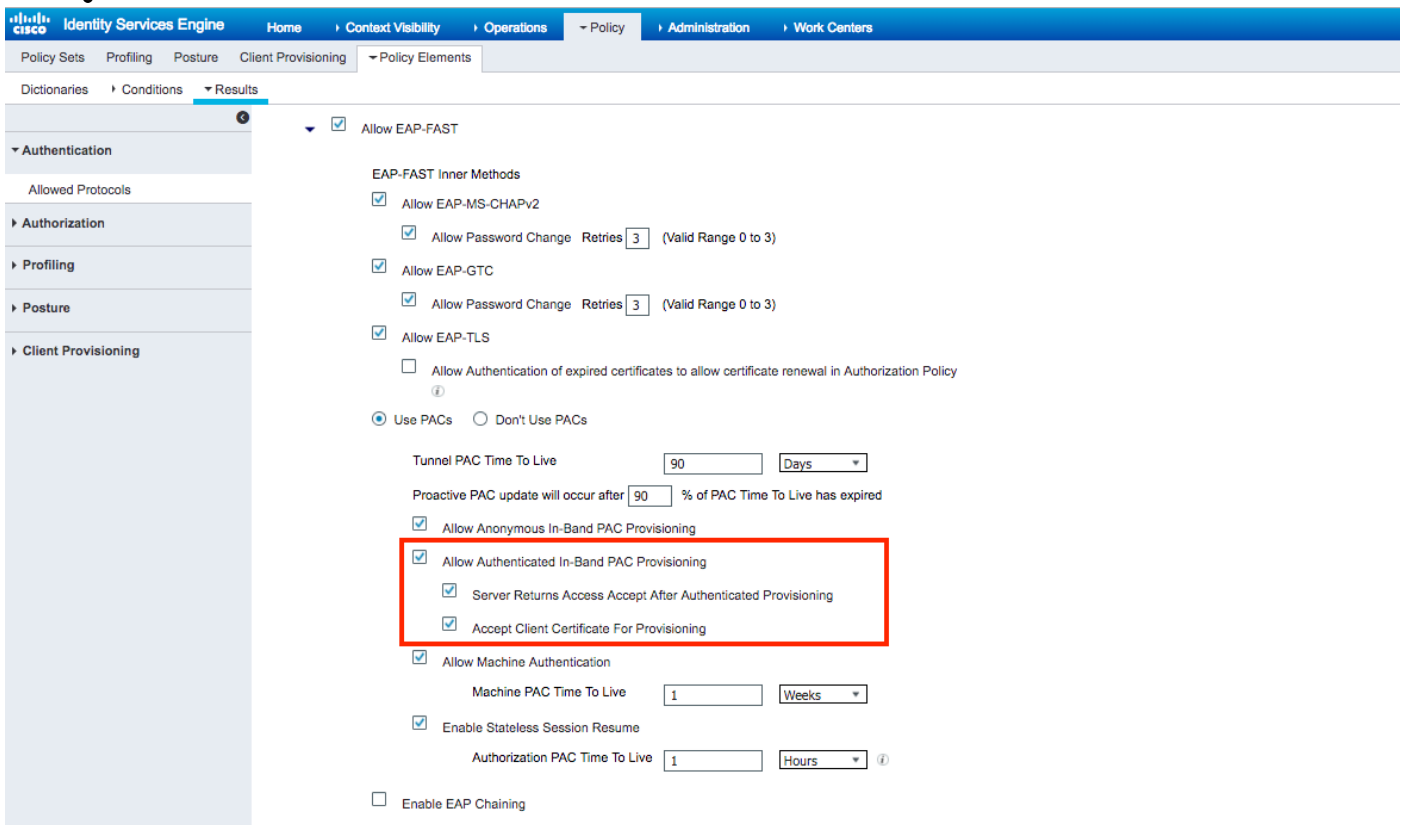 cisco Identity Services Engine Home Context Visibility Operations Policy Administration Work Centers
Policy Sets Profiling Posture Client Provisioning Policy Elements
Dictionaries Conditions Results
Authentication
Allowed Protocols
Authorization
Profiling
Posture
Client Provisioning
Allow EAP-FAST
EAP-FAST Inner Methods
Allow EAP-MS-CHAPv2
Allow Password Change Retries 3 (Valid Range 0 to 3)
Allow EAP-GTC
Allow Password Change Retries 3 (Valid Range 0 to 3)
Allow EAP-TLS
Allow Authentication of expired certificates to allow certificate renewal in Authorization Policy
i
Use PACs Don't Use PACs
Tunnel PAC Time To Live 90 Days
Proactive PAC update will occur after 90 % of PAC Time To Live has expired
Allow Anonymous In-Band PAC Provisioning
Allow Authenticated In-Band PAC Provisioning
Server Returns Access Accept After Authenticated Provisioning
Accept Client Certificate For Provisioning
Allow Machine Authentication
Machine PAC Time To Live 1 Weeks
Enable Stateless Session Resume
Authorization PAC Time To Live 1 Hours i
Enable EAP Chaining